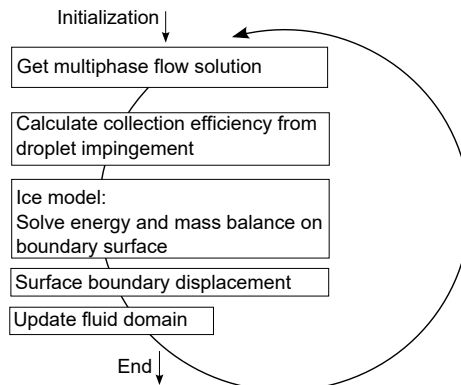 Initialization
Get multiphase flow solution
Calculate collection efficiency from
droplet impingement
Ice model:
Solve energy and mass balance on
boundary surface
Surface boundary displacement
Update fluid domain
End